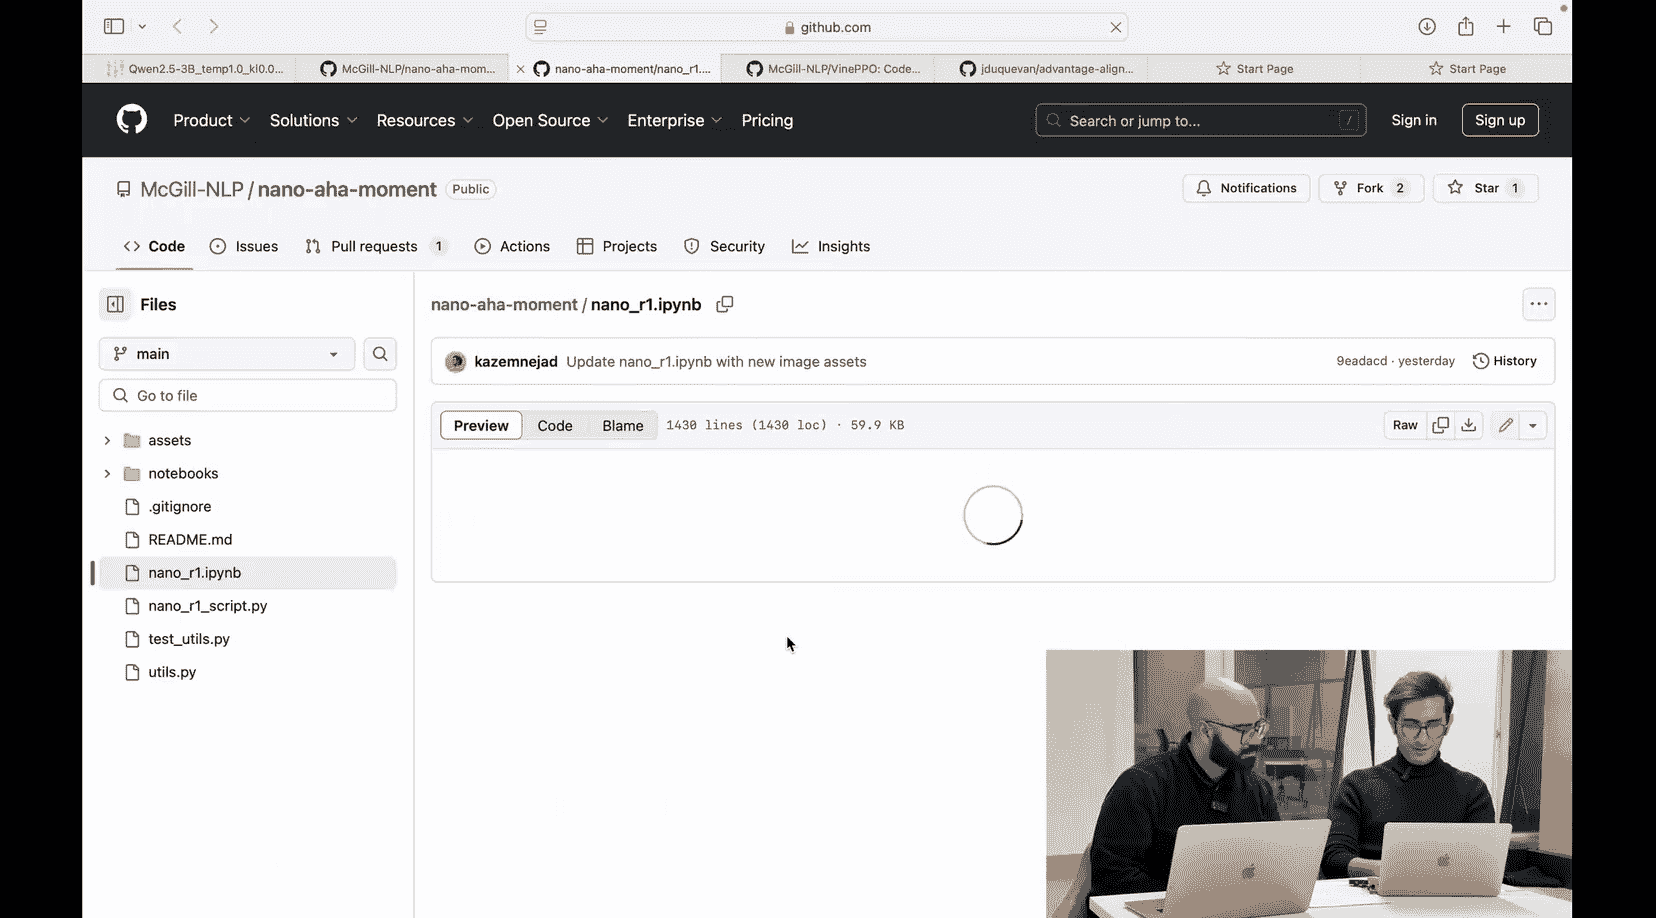 github.com
Qwen2.5-3B_temp1.0_kl0.0...
McGill-NLP/nano-aha-mom...
nano-aha-moment/nano_r1....
McGill-NLP/VinePPO: Code...
jduquevan/advantage-align...
Start Page
Start Page
Product
Solutions
Resources
Open Source
Enterprise
Pricing
Search or jump to...
/
Sign in
Sign up
McGill-NLP / nano-aha-moment
Public
Notifications
Fork 2
Star 1
Code
Issues
Pull requests 1
Actions
Projects
Security
Insights
Files
main
Go to file
assets
notebooks
.gitignore
README.md
nano_r1.ipynb
nano_r1_script.py
test_utils.py
utils.py
nano-aha-moment / nano_r1.ipynb
kazemnejad Update nano_r1.ipynb with new image assets
9eadacd · yesterday
History
Preview
Code
Blame
1430 lines (1430 loc) · 59.9 KB
Raw